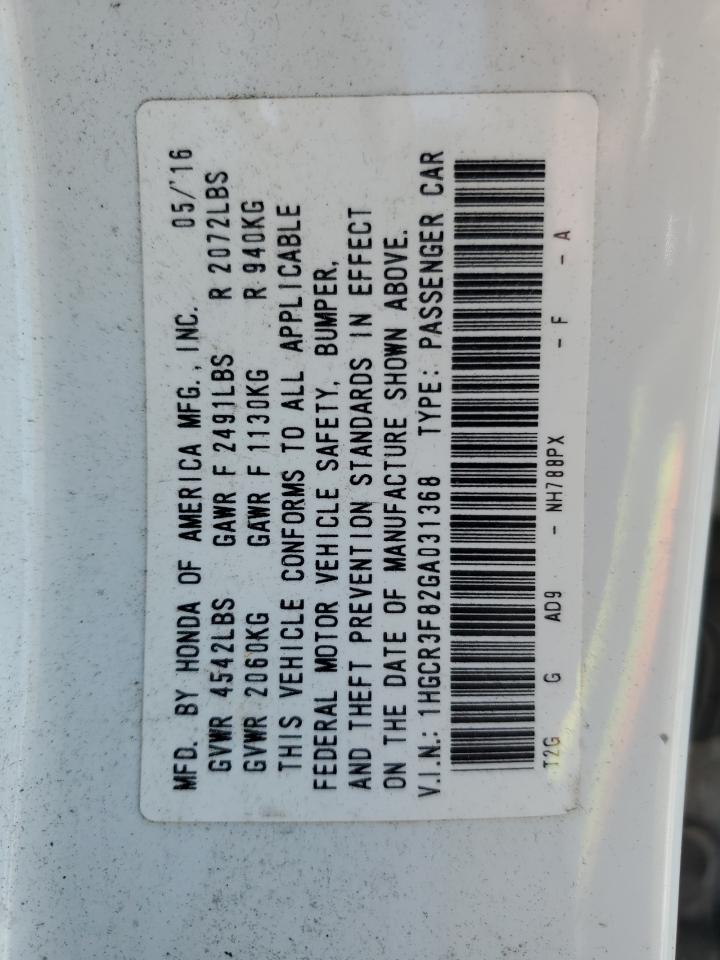 MFD. BY HONDA OF AMERICA MFG., INC. 05/'16
GVWR 4542LBS GAWR F 2491LBS R 2072LBS
GVWR 2060KG GAWR F 1130KG R 940KG
THIS VEHICLE CONFORMS TO ALL APPLICABLE
FEDERAL MOTOR VEHICLE SAFETY, BUMPER,
AND THEFT PREVENTION STANDARDS IN EFFECT
ON THE DATE OF MANUFACTURE SHOWN ABOVE.
V.I.N.: 1HGCR3F82GA031368 TYPE: PASSENGER CAR
T2G G AD9 - NH788PX - F - A